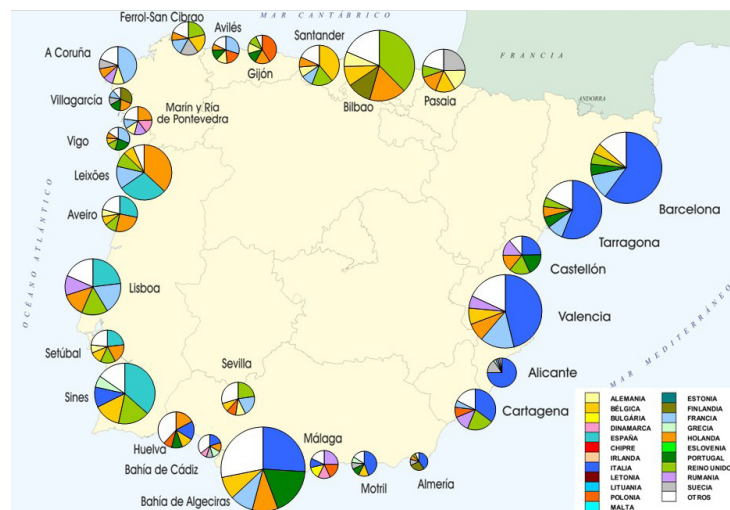 MAR CANTÁBRICO
Ferrol-San Cibrao
Avilés
Santander
A Coruña
Gijón
Bilbao
Pasaia
FRANCIA
ANDORRA
Villagarcía
Marín y Ría
de Pontevedra
Vigo
Leixões
Aveiro
Barcelona
Tarragona
Castellón
OCÉANO ATLÁNTICO
Lisboa
Valencia
MAR MEDITERRÁNEO
Setúbal
Sevilla
Alicante
Sines
Cartagena
Huelva
Bahía de Cádiz
Málaga
Motril
Almería
Bahía de Algeciras
ALEMANIA
BÉLGICA
BULGÁRIA
DINAMARCA
ESPAÑA
CHIPRE
IRLANDA
ITALIA
LETONIA
LITUANIA
POLONIA
MALTA
ESTONIA
FINLANDIA
FRANCIA
GRECIA
HOLANDA
ESLOVENIA
PORTUGAL
REINO UNIDO
RUMANIA
SUECIA
OTROS